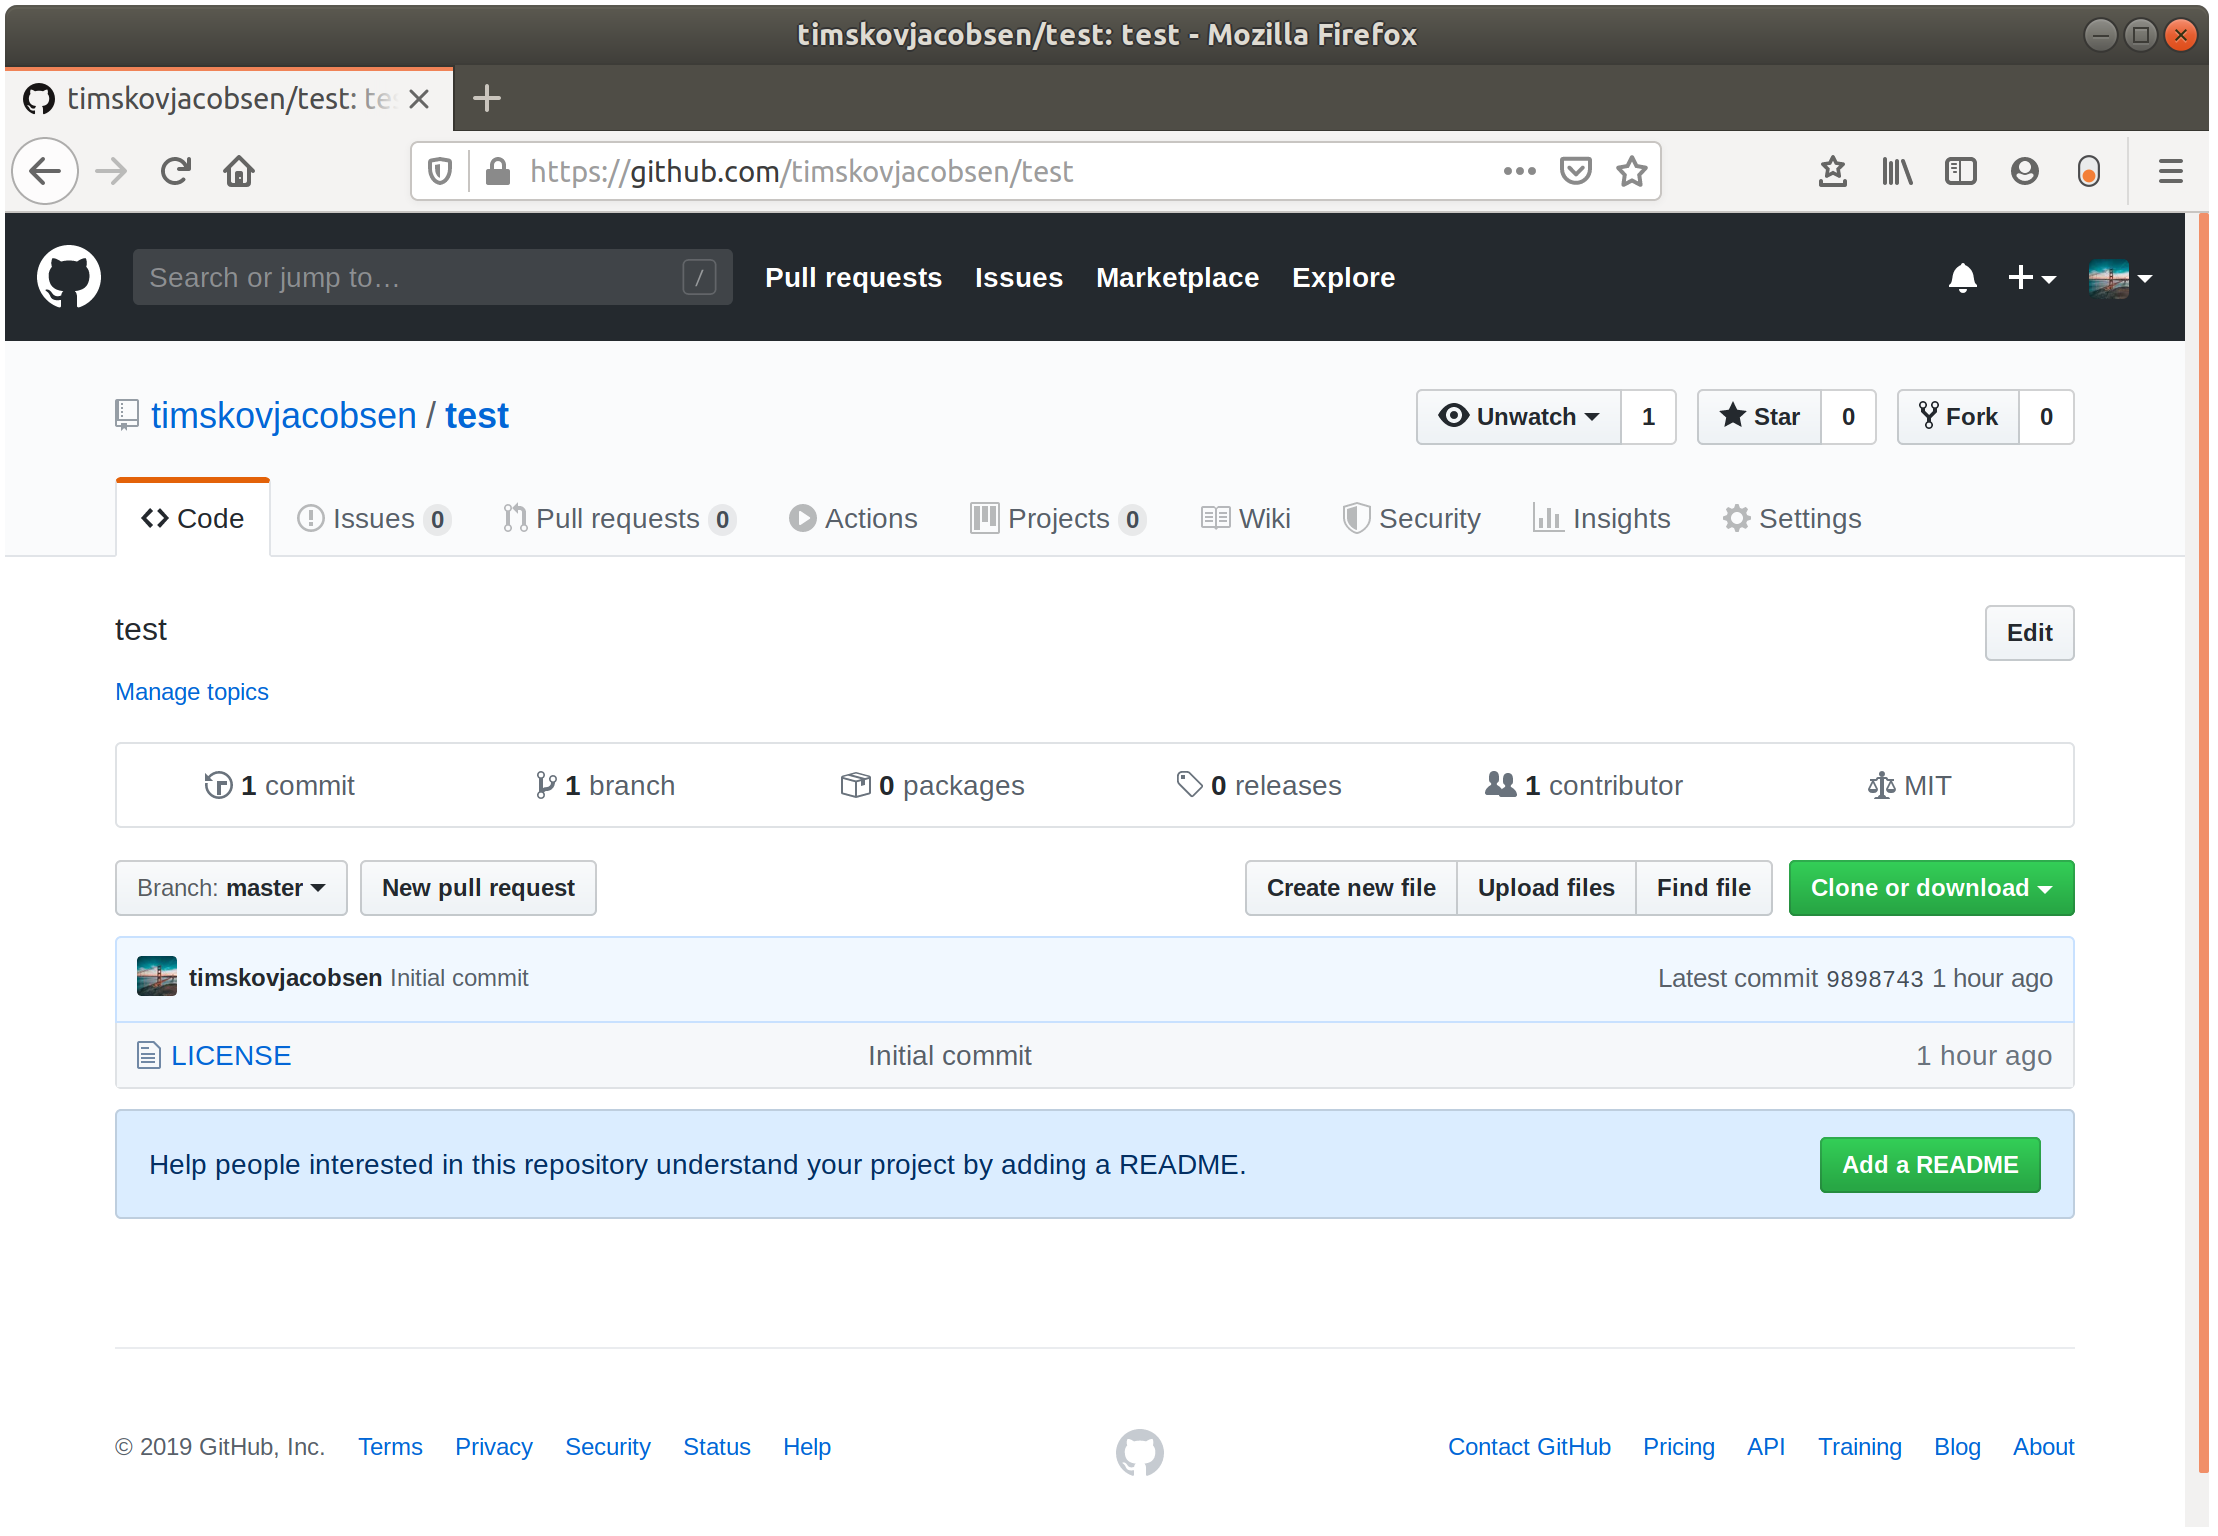 timskovjacobsen/test: test - Mozilla Firefox
timskovjacobsen/test: tes
https://github.com/timskovjacobsen/test
Search or jump to… / Pull requests Issues Marketplace Explore
timskovjacobsen / test Unwatch 1 Star 0 Fork 0
Code Issues 0 Pull requests 0 Actions Projects 0 Wiki Security Insights Settings
test Edit
Manage topics
1 commit 1 branch 0 packages 0 releases 1 contributor MIT
Branch: master New pull request Create new file Upload files Find file Clone or download
timskovjacobsen Initial commit Latest commit 9898743 1 hour ago
LICENSE Initial commit 1 hour ago
Help people interested in this repository understand your project by adding a README. Add a README
© 2019 GitHub, Inc. Terms Privacy Security Status Help Contact GitHub Pricing API Training Blog About